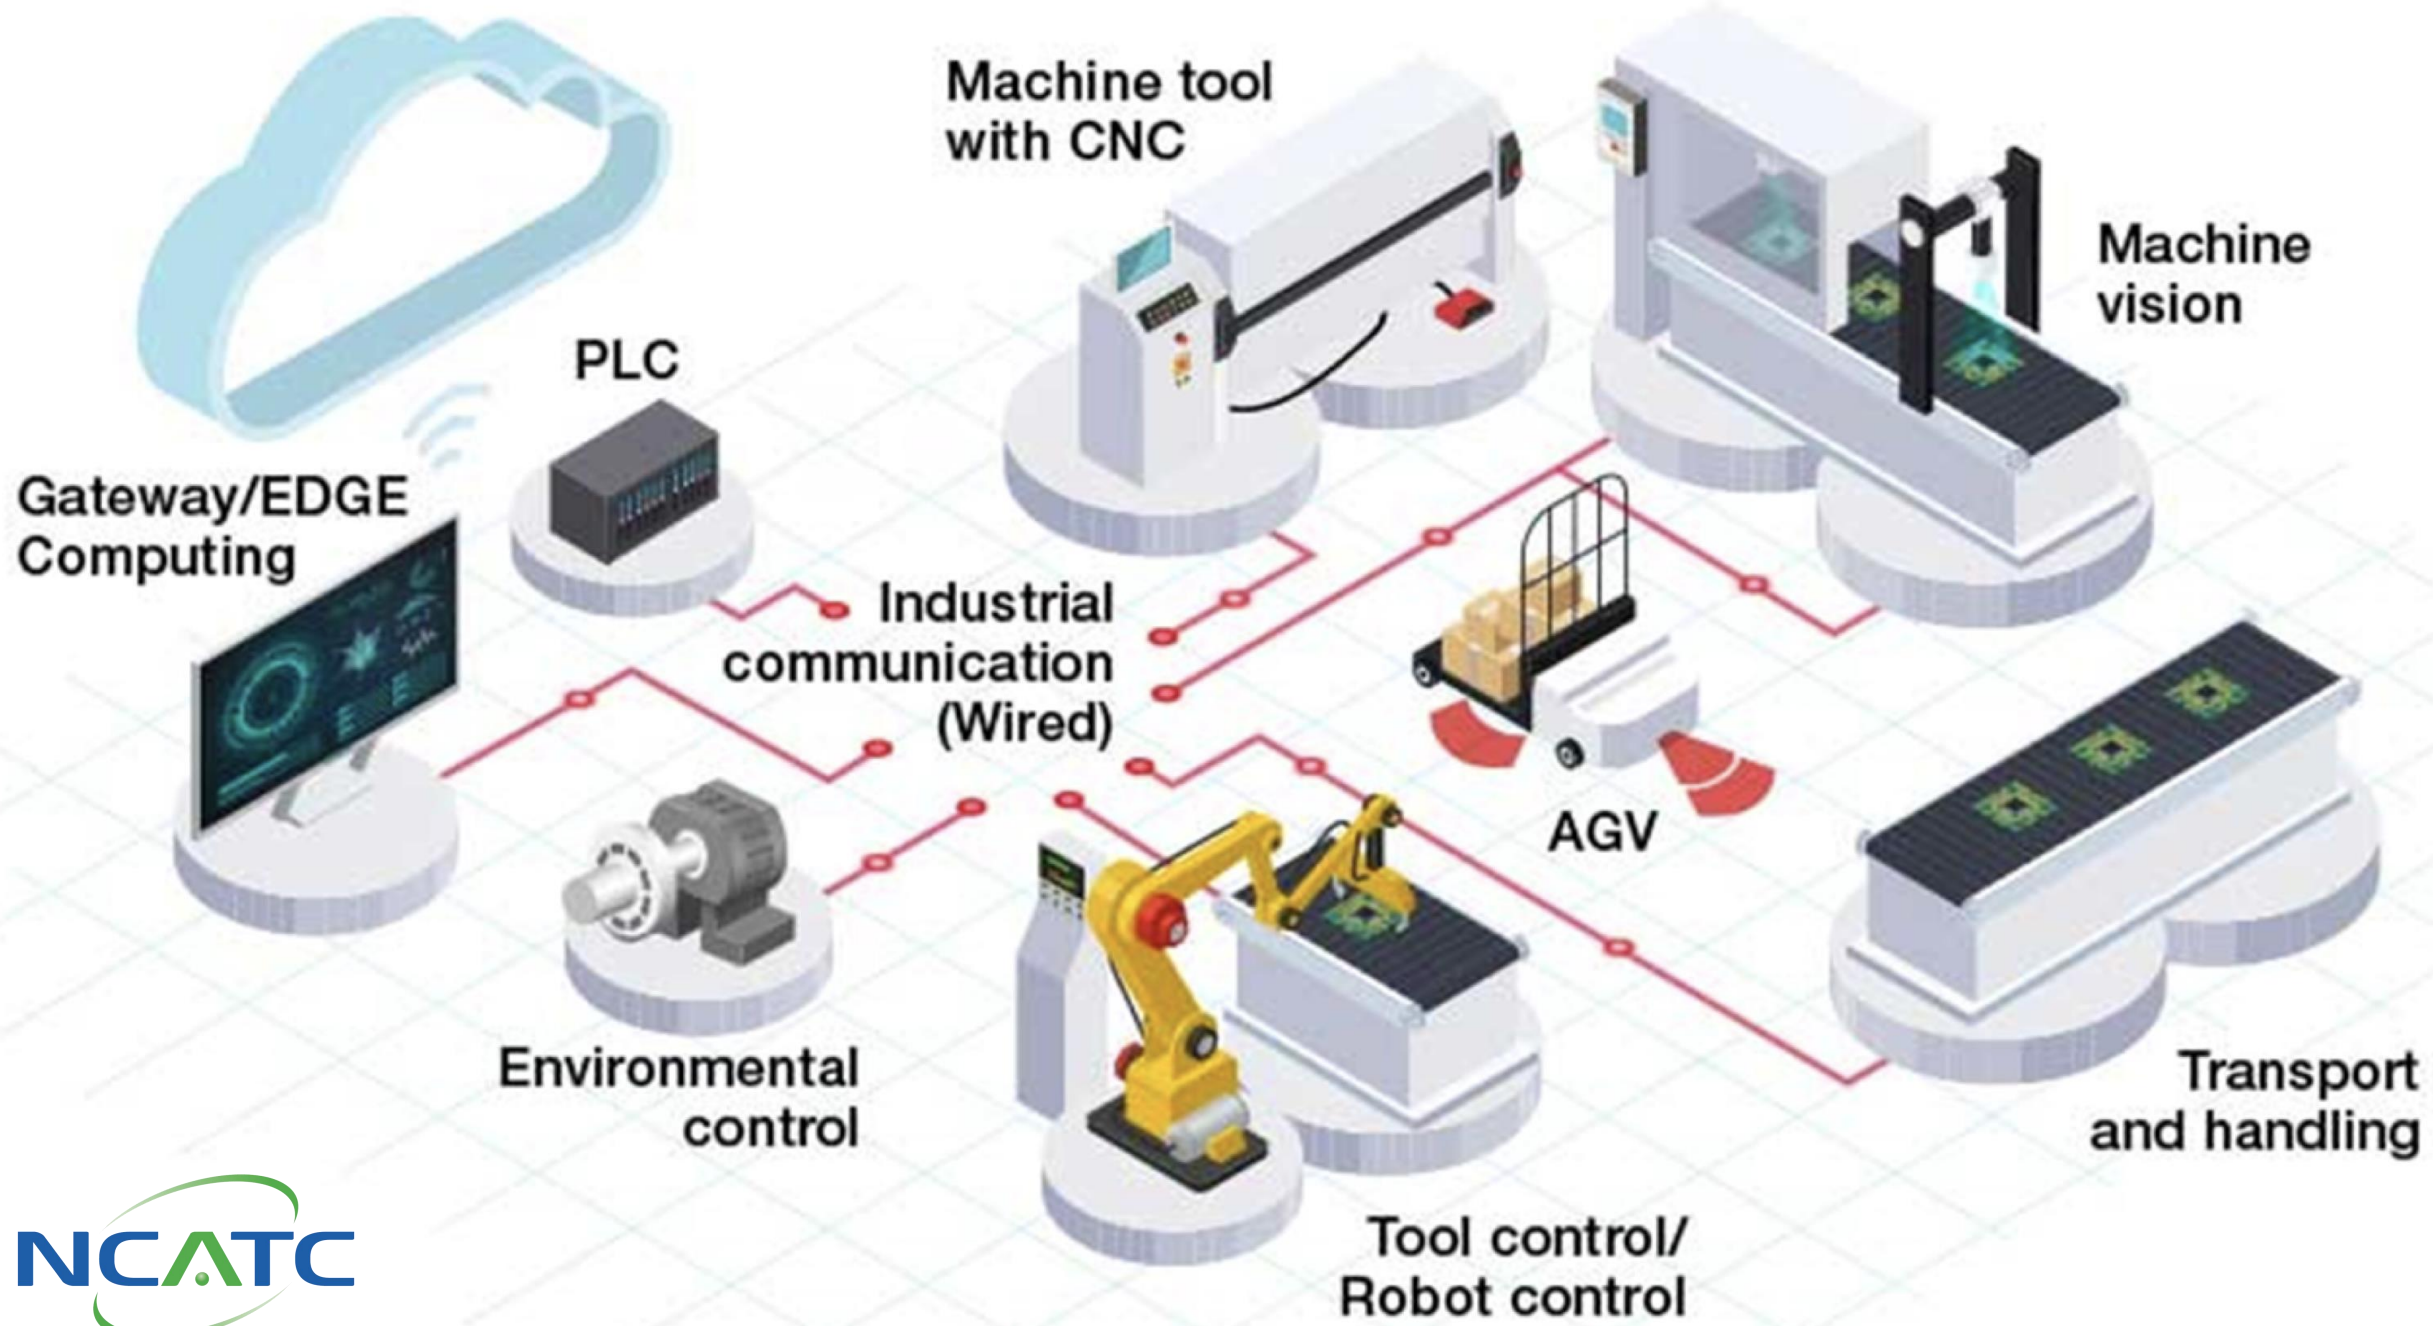 Machine tool
with CNC
Machine
vision
PLC
Gateway/EDGE
Computing
Industrial
communication
(Wired)
AGV
Environmental
control
Transport
and handling
Tool control/
Robot control
NCATC